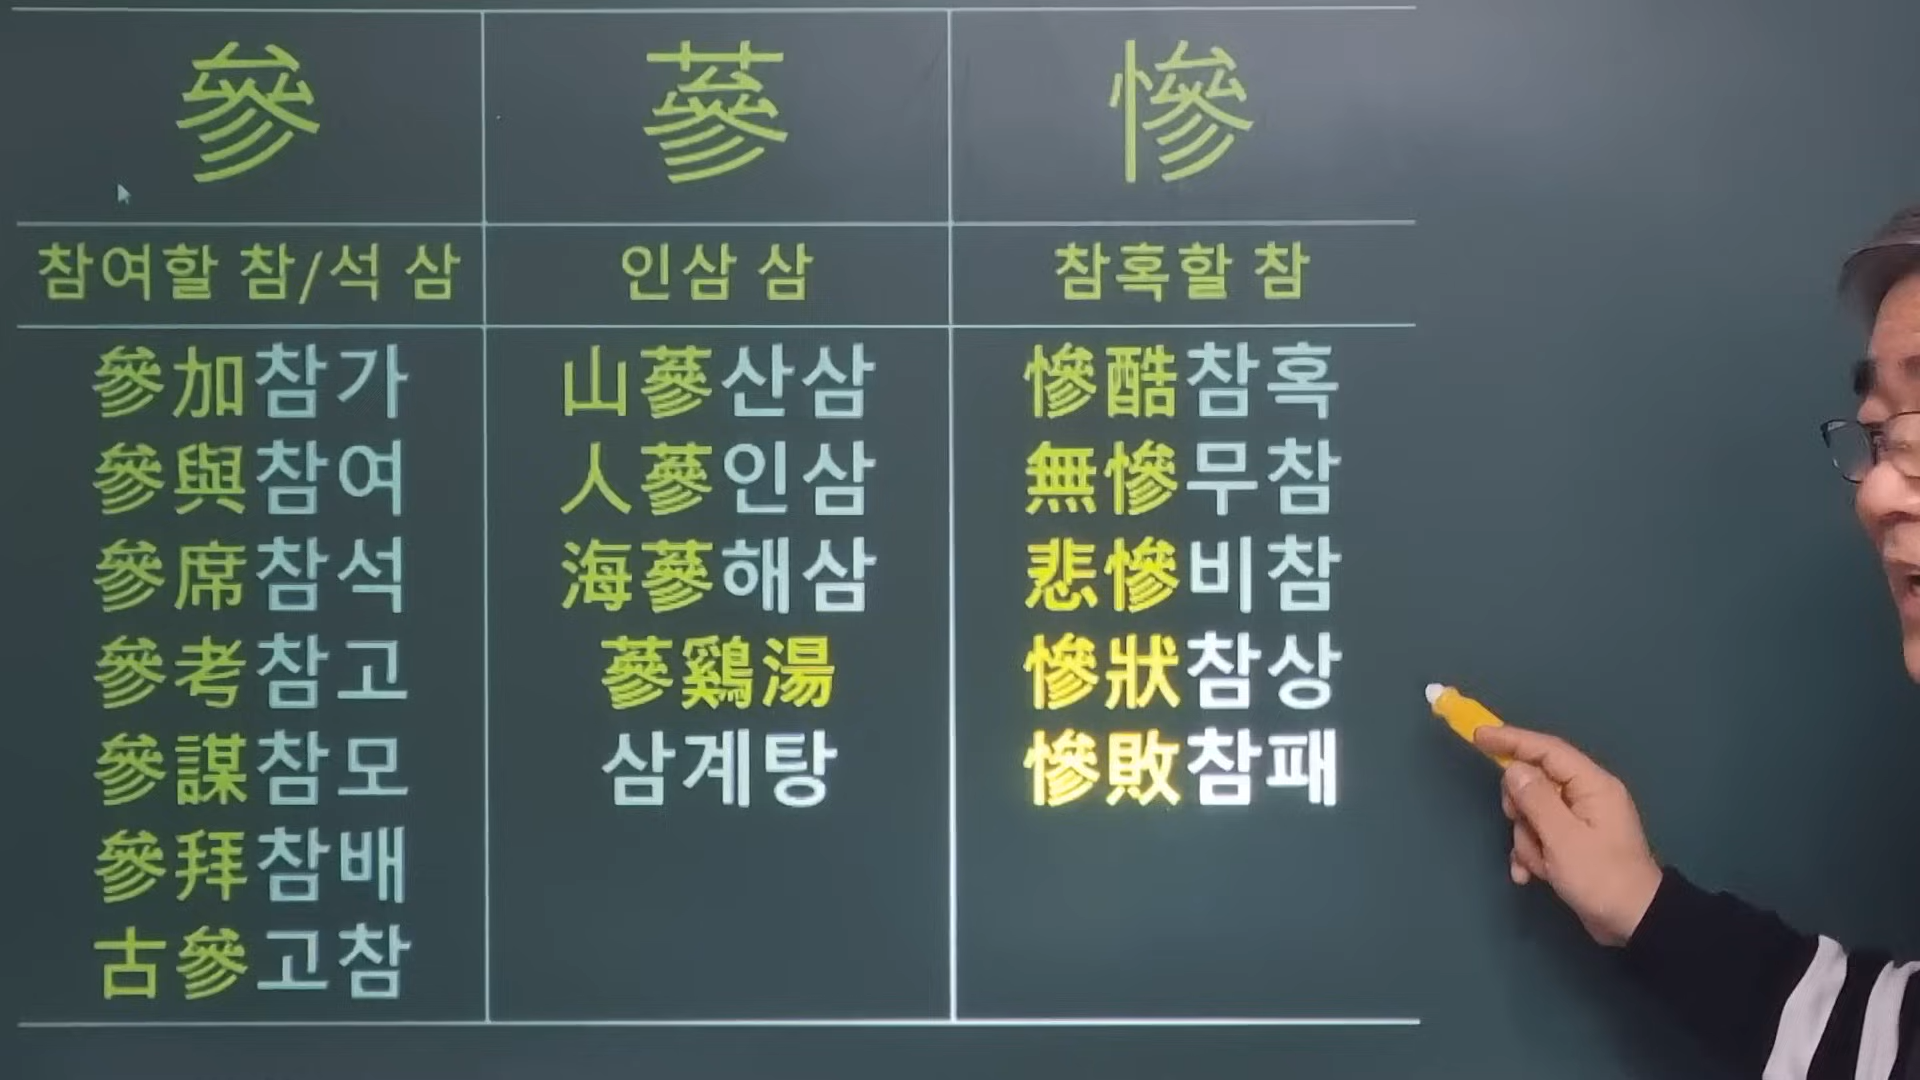 參 蔘 慘
참여할 참/석 삼 인삼 삼 참혹할 참
參加참가 山蔘산삼 慘酷참혹
參與참여 人蔘인삼 無慘무참
參席참석 海蔘해삼 悲慘비참
參考참고 蔘鷄湯 慘狀참상
參謀참모 삼계탕 慘敗참패
參拜참배
古參고참